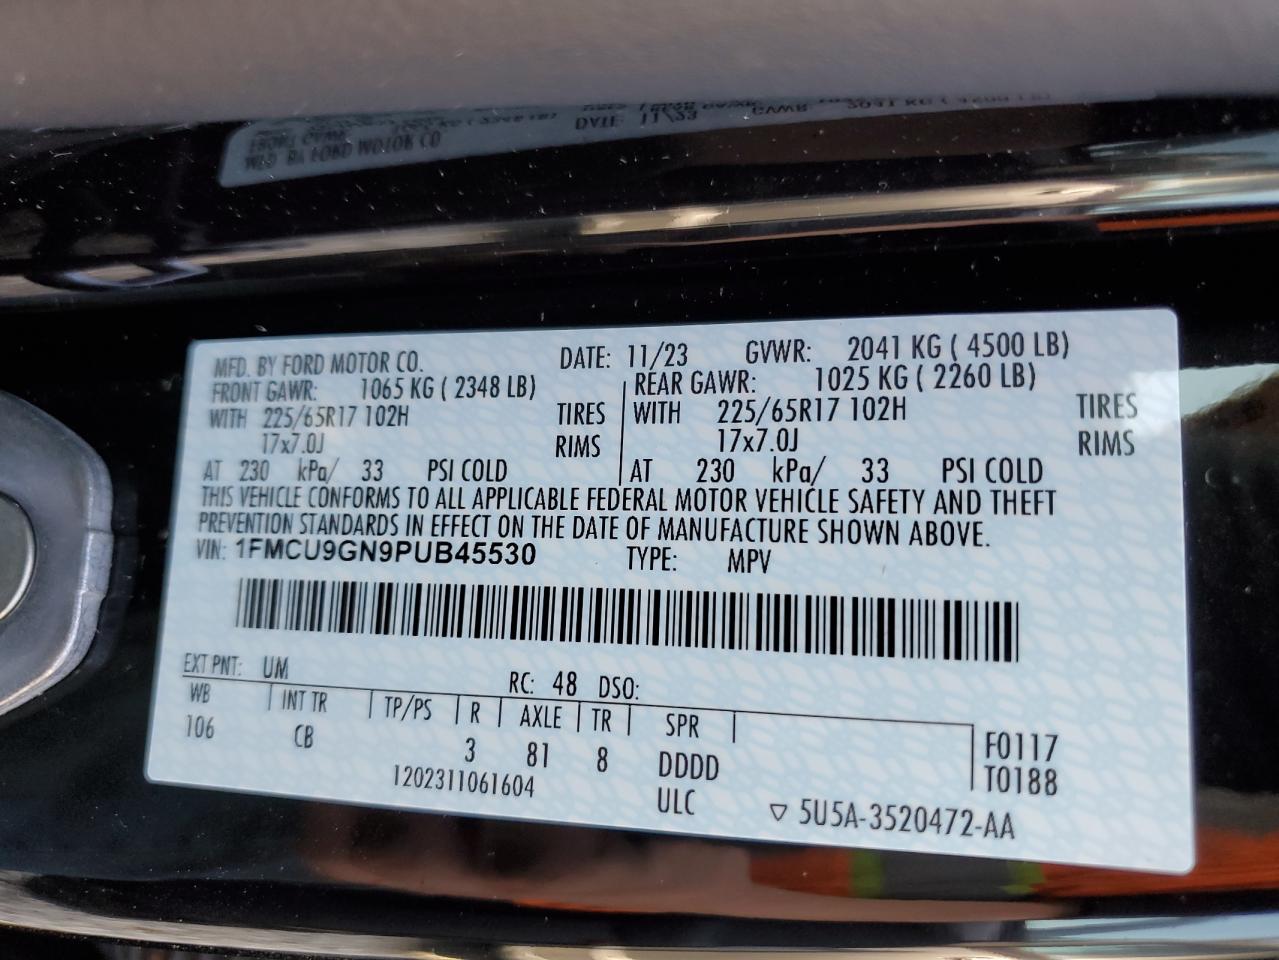 MFD. BY FORD MOTOR CO. DATE: 11/23 GVWR: 2041 KG ( 4500 LB)
FRONT GAWR: 1065 KG ( 2348 LB) REAR GAWR: 1025 KG ( 2260 LB)
WITH 225/65R17 102H TIRES WITH 225/65R17 102H TIRES
17x7.0J RIMS 17x7.0J RIMS
AT 230 kPa/ 33 PSI COLD AT 230 kPa/ 33 PSI COLD
THIS VEHICLE CONFORMS TO ALL APPLICABLE FEDERAL MOTOR VEHICLE SAFETY AND THEFT
PREVENTION STANDARDS IN EFFECT ON THE DATE OF MANUFACTURE SHOWN ABOVE.
VIN: 1FMCU9GN9PUB45530 TYPE: MPV
EXT PNT: UM RC: 48 DSO:
WB INT TR TP/PS R AXLE TR SPR
106 CB 3 81 8 DDDD F0117
1202311061604 ULC T0188
▽ 5U5A-3520472-AA